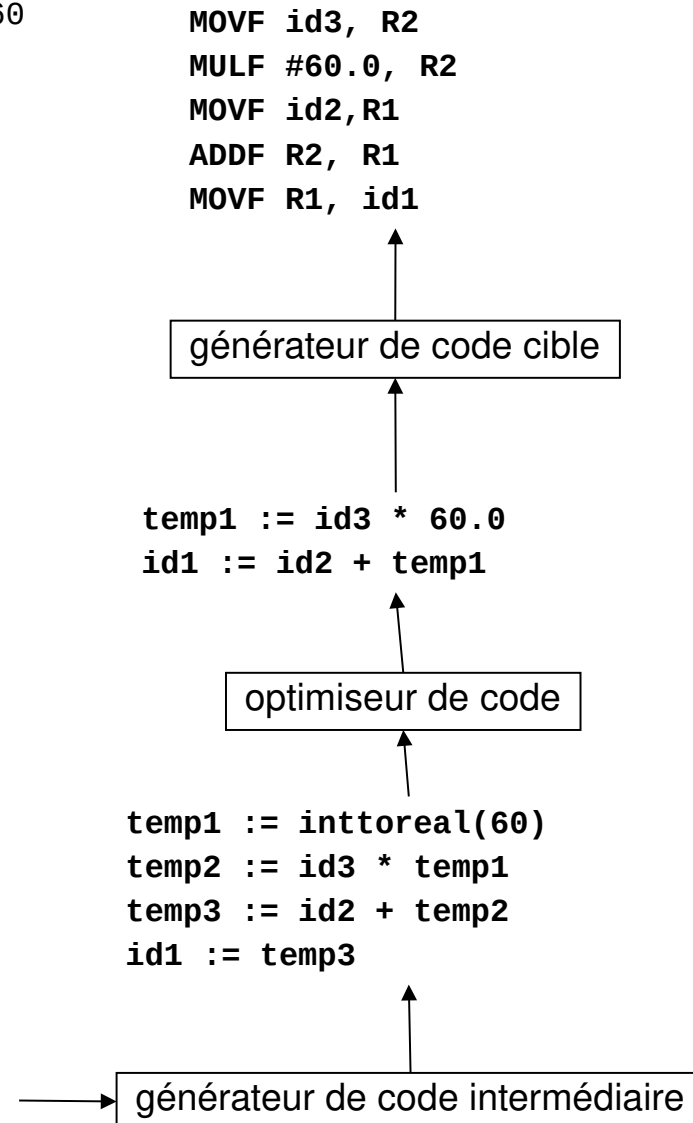 60
MOVF id3, R2
MULF #60.0, R2
MOVF id2,R1
ADDF R2, R1
MOVF R1, id1
générateur de code cible
temp1 := id3 * 60.0
id1 := id2 + temp1
optimiseur de code
temp1 := inttoreal(60)
temp2 := id3 * temp1
temp3 := id2 + temp2
id1 := temp3
générateur de code intermédiaire